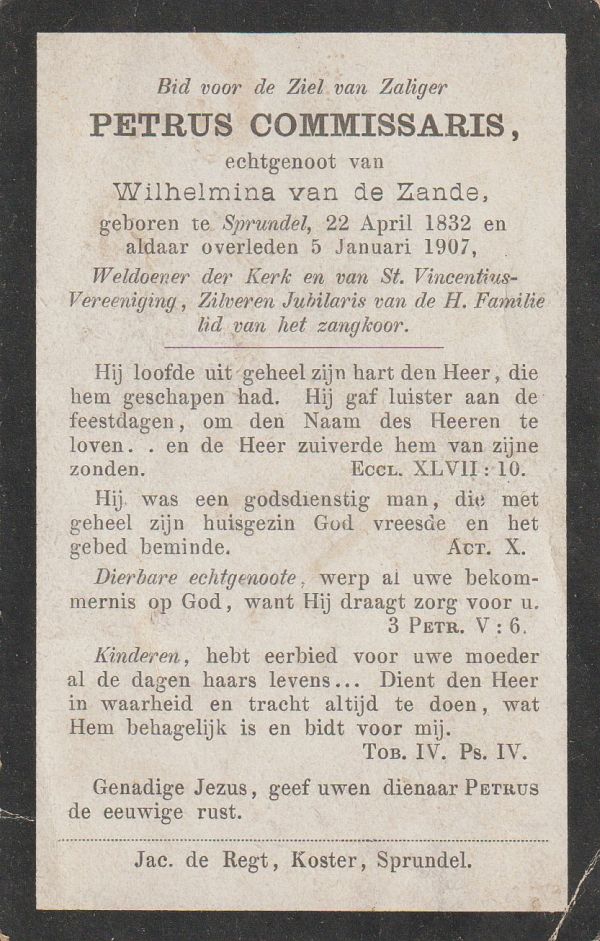 Bid voor de Ziel van Zaliger
PETRUS COMMISSARIS,
echtgenoot van
Wilhelmina van de Zande,
geboren te Sprundel, 22 April 1832 en
aldaar overleden 5 Januari 1907,
Weldoener der Kerk en van St. Vincentius-
Vereeniging, Zilveren Jubilaris van de H. Familie
lid van het zangkoor.
Hij loofde uit geheel zijn hart den Heer, die
hem geschapen had. Hij gaf luister aan de
feestdagen, om den Naam des Heeren te
loven. . en de Heer zuiverde hem van zijne
zonden. ECCL. XLVII: 10.
Hij was een godsdienstig man, die met
geheel zijn huisgezin God vreesde en het
gebed beminde. ACT. X.
Dierbare echtgenoote, werp al uwe bekom-
mernis op God, want Hij draagt zorg voor u.
3 PETR. V: 6.
Kinderen, hebt eerbied voor uwe moeder
al de dagen haars levens... Dient den Heer
in waarheid en tracht altijd te doen, wat
Hem behagelijk is en bidt voor mij.
TOB. IV. Ps. IV.
Genadige Jezus, geef uwen dienaar PETRUS
de eeuwige rust.
Jac. de Regt, Koster, Sprundel.